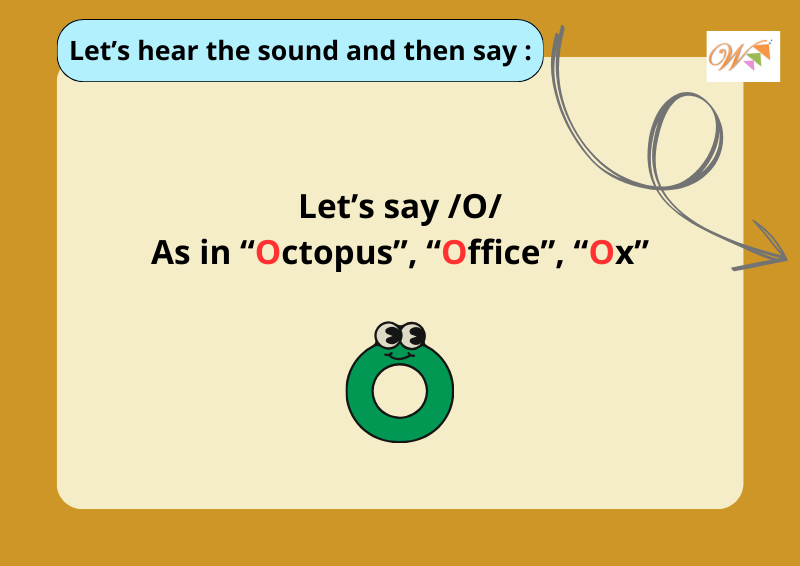 Let’s hear the sound and then say :
W
Let’s say /O/
As in “Octopus”, “Office”, “Ox”